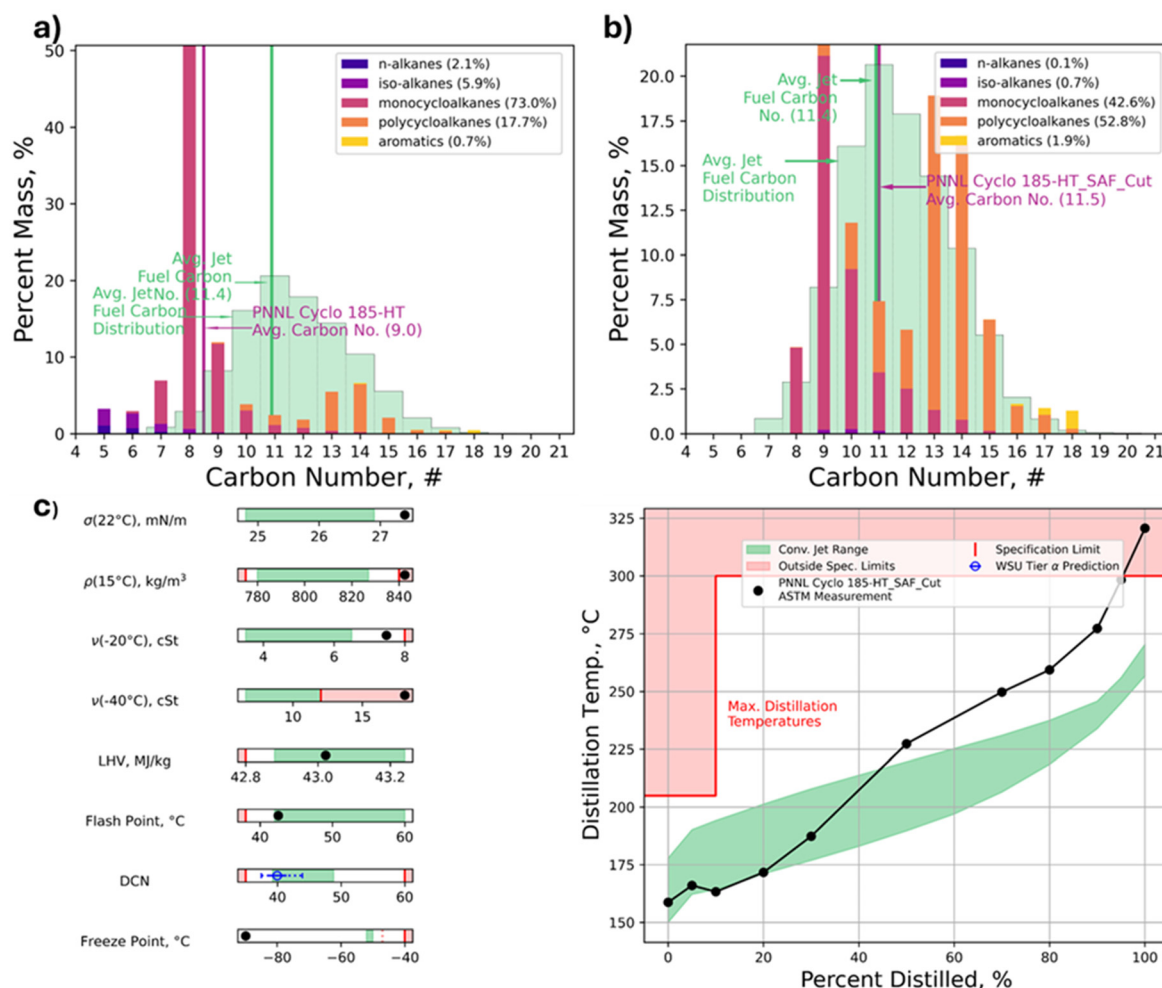 a)
50
40
30
20
10
0
Percent Mass, %
n-alkanes (2.1%)
iso-alkanes (5.9%)
monocycloalkanes (73.0%)
polycycloalkanes (17.7%)
aromatics (0.7%)
Avg. Jet
Fuel Carbon
No. (11.4)
Avg. Jet
Fuel Carbon
Distribution
PNNL Cyclo 185-HT
Avg. Carbon No. (9.0)
4 5 6 7 8 9 10 11 12 13 14 15 16 17 18 19 20 21
Carbon Number, #
b)
20.0
17.5
15.0
12.5
10.0
7.5
5.0
2.5
0.0
Percent Mass, %
n-alkanes (0.1%)
iso-alkanes (0.7%)
monocycloalkanes (42.6%)
polycycloalkanes (52.8%)
aromatics (1.9%)
Avg. Jet
Fuel Carbon
No. (11.4)
Avg. Jet
Fuel Carbon
Distribution
PNNL Cyclo 185-HT_SAF_Cut
Avg. Carbon No. (11.5)
4 5 6 7 8 9 10 11 12 13 14 15 16 17 18 19 20 21
Carbon Number, #
c)
σ(22°C), mN/m
25 26 27
ρ(15°C), kg/m³
780 800 820 840
ν(-20°C), cSt
4 6 8
ν(-40°C), cSt
10 15
LHV, MJ/kg
42.8 43.0 43.2
Flash Point, °C
40 50 60
DCN
40 50 60
Freeze Point, °C
−80 −60 −40
325
300
275
250
225
200
175
150
Distillation Temp., °C
Conv. Jet Range
Outside Spec. Limits
PNNL Cyclo 185-HT_SAF_Cut
ASTM Measurement
Specification Limit
WSU Tier α Prediction
Max. Distillation
Temperatures
0 20 40 60 80 100
Percent Distilled, %